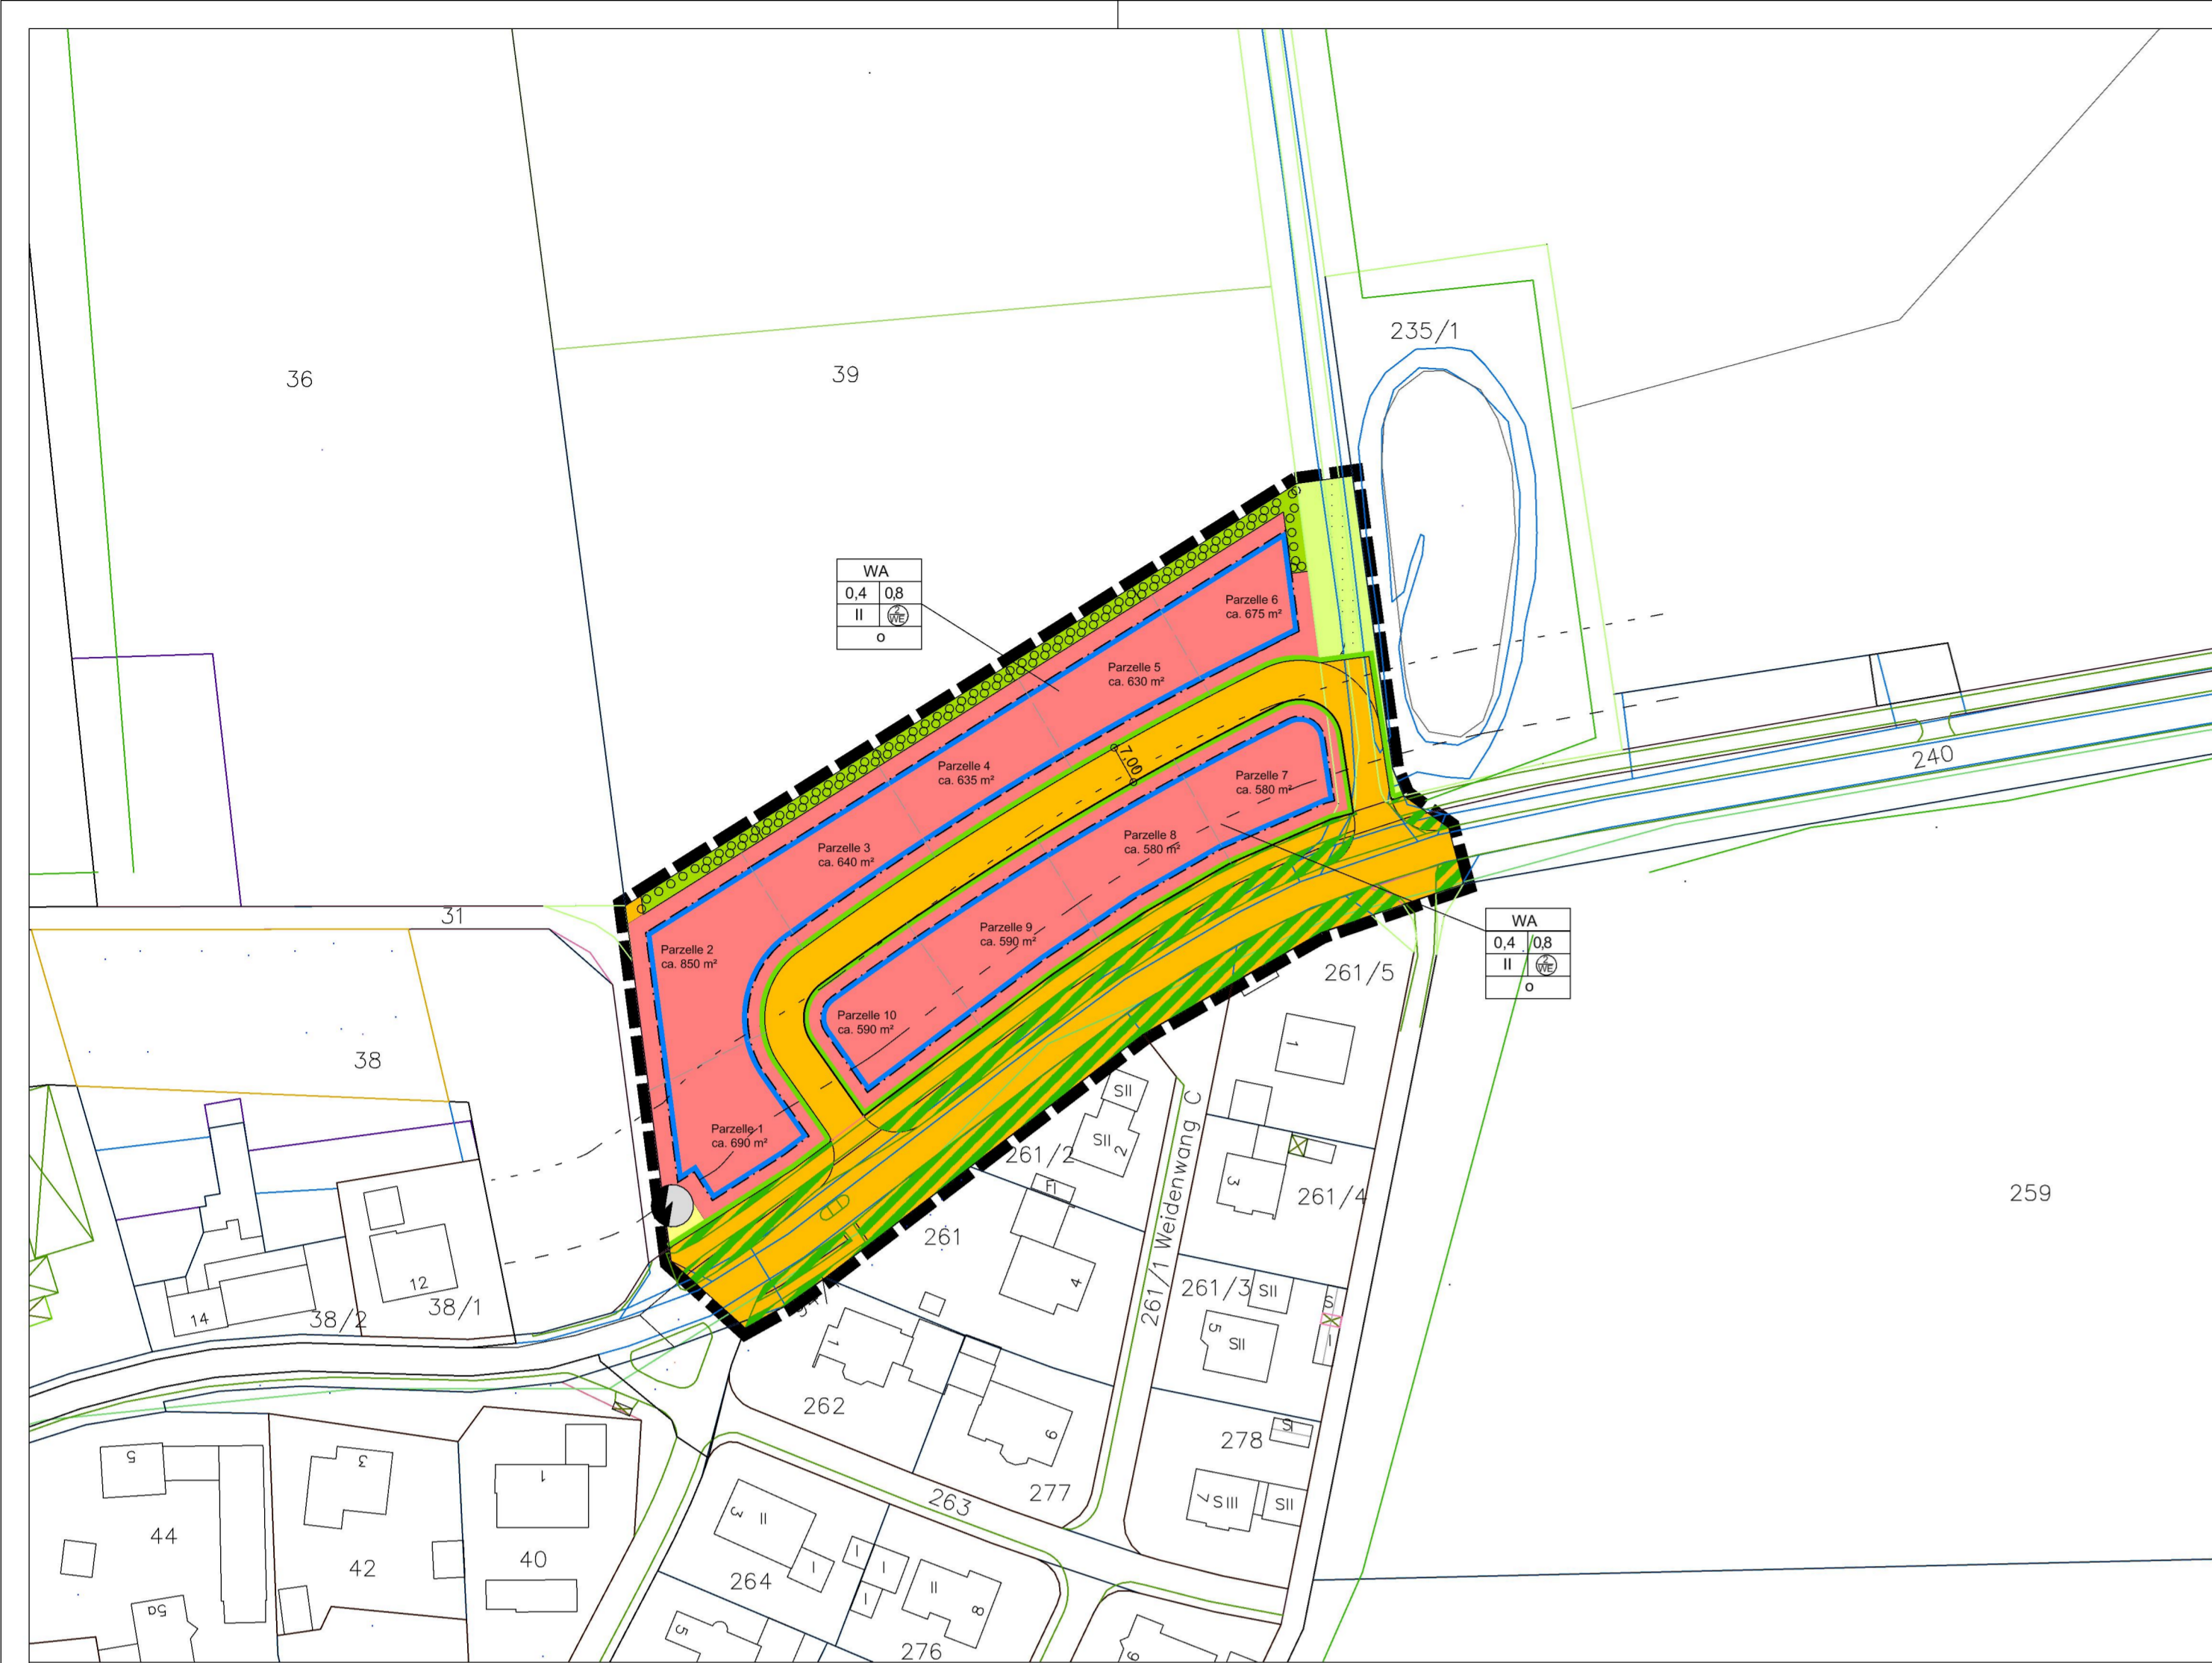 235/1
36
39
WA
0,4 0,8
II 2 WE
o
Parzelle 6
ca. 675 m²
Parzelle 5
ca. 630 m²
Parzelle 4
ca. 635 m²
7.00
Parzelle 7
ca. 580 m²
240
Parzelle 3
ca. 640 m²
Parzelle 8
ca. 580 m²
31
Parzelle 2
ca. 850 m²
Parzelle 9
ca. 590 m²
WA
0,4 0,8
II 2 WE
o
261/5
Parzelle 10
ca. 590 m²
38
1
SII
Parzelle 1
ca. 690 m²
SII 2
261/2
261/1 Weidenwang C
3
261/4
259
FI
261
4
12
38/1
14
38/2
261/3
SII
S
I
5
SII
1
262
6
277
278
SI
7
SIII
SII
5
3
1
44
42
40
5a
263
3
II
I
I
I
I
II
8
264
5
276
9